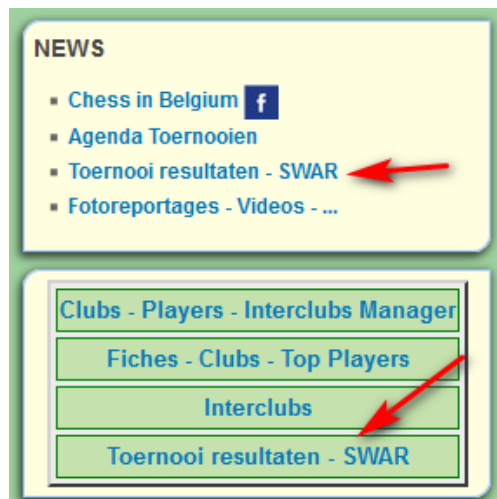 NEWS
Chess in Belgium f
Agenda Toernooien
Toernooi resultaten - SWAR
Fotoreportages - Videos - ...
Clubs - Players - Interclubs Manager
Fiches - Clubs - Top Players
Interclubs
Toernooi resultaten - SWAR